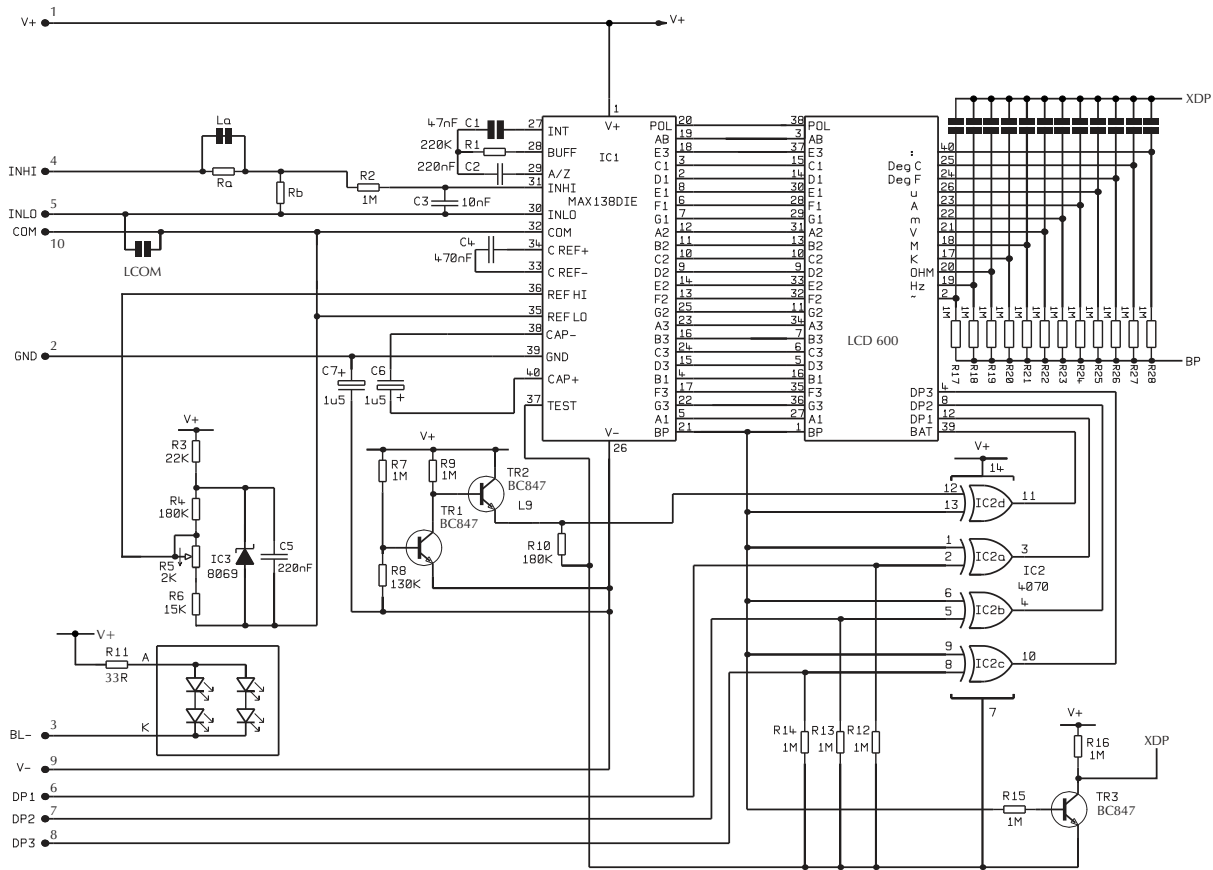 V+ 1
V+
La
Ra
Rb
INHI 4
INLO 5
COM 10
LCOM
R2
1M
C3 10nF
47nF C1
220K R1
220nF C2
C4
470nF
27 INT
28 BUFF
29 A/Z
31 INHI
30 INLO
32 COM
34 C REF+
33 C REF-
36 REF HI
35 REF LO
38 CAP-
39 GND
40 CAP+
37 TEST
1
V+
IC1
MAX138DIE
V-
26
POL 20
AB 19
E3 18
C1 3
D1 2
E1 8
F1 6
G1 7
A2 12
B2 11
C2 10
D2 9
E2 14
F2 13
G2 25
A3 23
B3 16
C3 24
D3 15
B1 4
F3 17
G3 22
A1 5
BP 21
38 POL
3 AB
37 E3
15 C1
14 D1
30 E1
28 F1
29 G1
31 A2
13 B2
10 C2
9 D2
33 E2
32 F2
11 G2
34 A3
7 B3
6 C3
5 D3
16 B1
35 F3
36 G3
27 A1
1 BP
LCD 600
: 40
Deg C 25
Deg F 24
u 26
A 23
m 22
V 21
M 18
K 17
OHM 20
Hz 19
~ 2
DP3 4
DP2 8
DP1 12
BAT 39
XDP
1M 1M 1M 1M 1M 1M 1M 1M 1M 1M 1M 1M
BP
R17 R18 R19 R20 R21 R22 R23 R24 R25 R26 R27 R28
GND 2
C7 +
1u5
C6
1u5 +
V+
R3
22K
R4
180K
R5
2K
R6
15K
IC3
8069
C5
220nF
V+
R7
1M
R9
1M
TR2
BC847
L9
TR1
BC847
R8
130K
R10
180K
V+
14
12
13
IC2d
11
1
2
IC2a
3
IC2
4070
6
5
IC2b
4
9
8
IC2c
10
7
V+
R11
33R
A
K
BL- 3
V- 9
DP1 6
DP2 7
DP3 8
R14
1M
R13
1M
R12
1M
R15
1M
V+
R16
1M
XDP
TR3
BC847